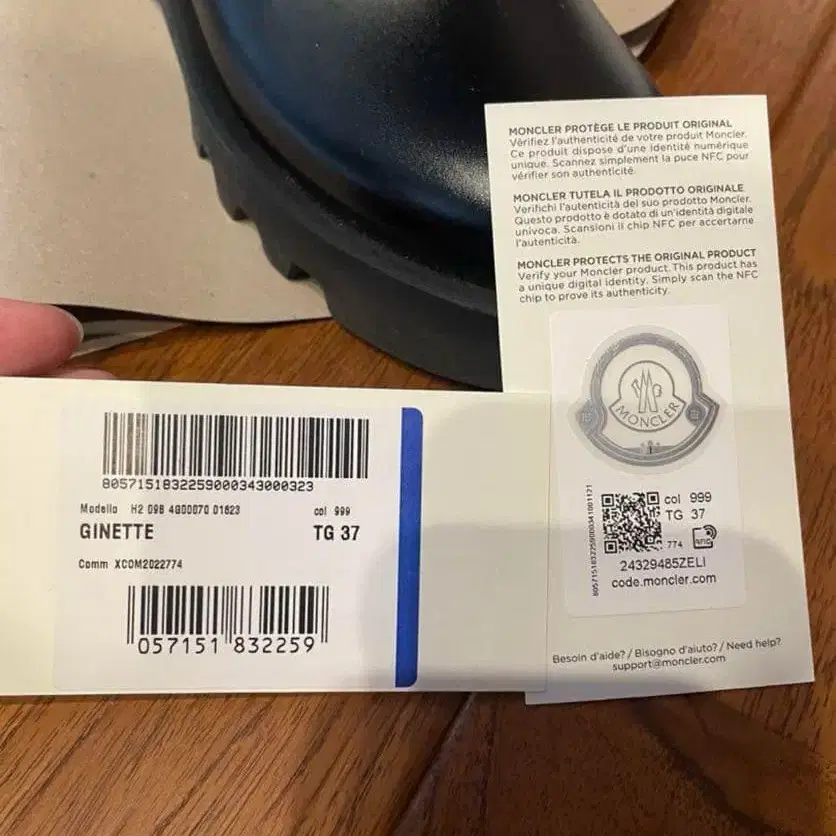 MONCLER PROTÈGE LE PRODUIT ORIGINAL
Vérifiez l'authenticité de votre produit Moncler.
Ce produit dispose d'une identité numérique
unique. Scannez simplement la puce NFC pour
vérifier son authenticité.
MONCLER TUTELA IL PRODOTTO ORIGINALE
Verifichi l'autenticità del suo prodotto Moncler.
Questo prodotto è dotato di un'identità digitale
univoca. Scansioni il chip NFC per accertarne
l'autenticità.
MONCLER PROTECTS THE ORIGINAL PRODUCT
Verify your Moncler product. This product has
a unique digital identity. Simply scan the NFC
chip to prove its authenticity.
MONCLER
col 999
TG 37
774
RFID
24329485ZELI
code.moncler.com
Besoin d'aide? / Bisogno d'aiuto? / Need help?
support@moncler.com
8057151832259000343000323
Modello H2 09B 4G00070 01623 col 999
GINETTE TG 37
Comm XCOM2022774
057151 832259